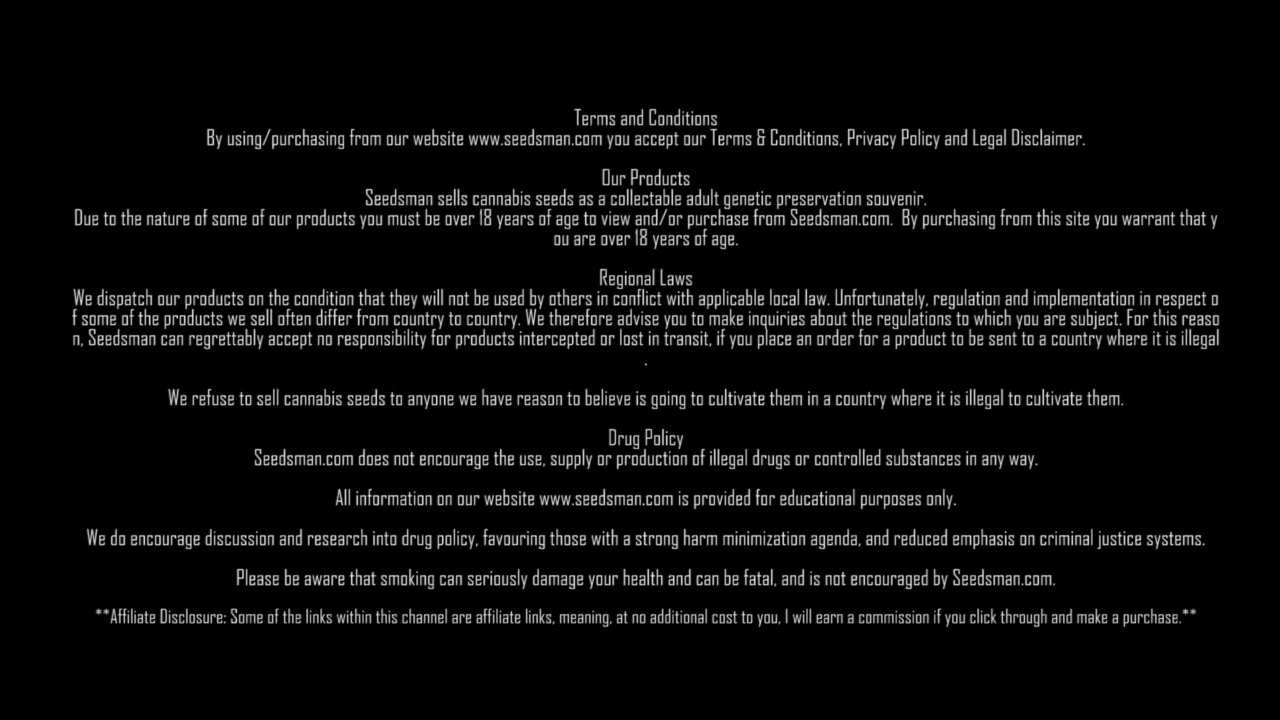 Terms and Conditions
By using/purchasing from our website www.seedsman.com you accept our Terms & Conditions, Privacy Policy and Legal Disclaimer.
Our Products
Seedsman sells cannabis seeds as a collectable adult genetic preservation souvenir.
Due to the nature of some of our products you must be over 18 years of age to view and/or purchase from Seedsman.com.  By purchasing from this site you warrant that y
ou are over 18 years of age.
Regional Laws
We dispatch our products on the condition that they will not be used by others in conflict with applicable local law. Unfortunately, regulation and implementation in respect o
f some of the products we sell often differ from country to country. We therefore advise you to make inquiries about the regulations to which you are subject. For this reaso
n, Seedsman can regrettably accept no responsibility for products intercepted or lost in transit, if you place an order for a product to be sent to a country where it is illegal
.
We refuse to sell cannabis seeds to anyone we have reason to believe is going to cultivate them in a country where it is illegal to cultivate them.
Drug Policy
Seedsman.com does not encourage the use, supply or production of illegal drugs or controlled substances in any way.
All information on our website www.seedsman.com is provided for educational purposes only.
We do encourage discussion and research into drug policy, favouring those with a strong harm minimization agenda, and reduced emphasis on criminal justice systems.
Please be aware that smoking can seriously damage your health and can be fatal, and is not encouraged by Seedsman.com.
**Affiliate Disclosure: Some of the links within this channel are affiliate links, meaning, at no additional cost to you, I will earn a commission if you click through and make a purchase.**